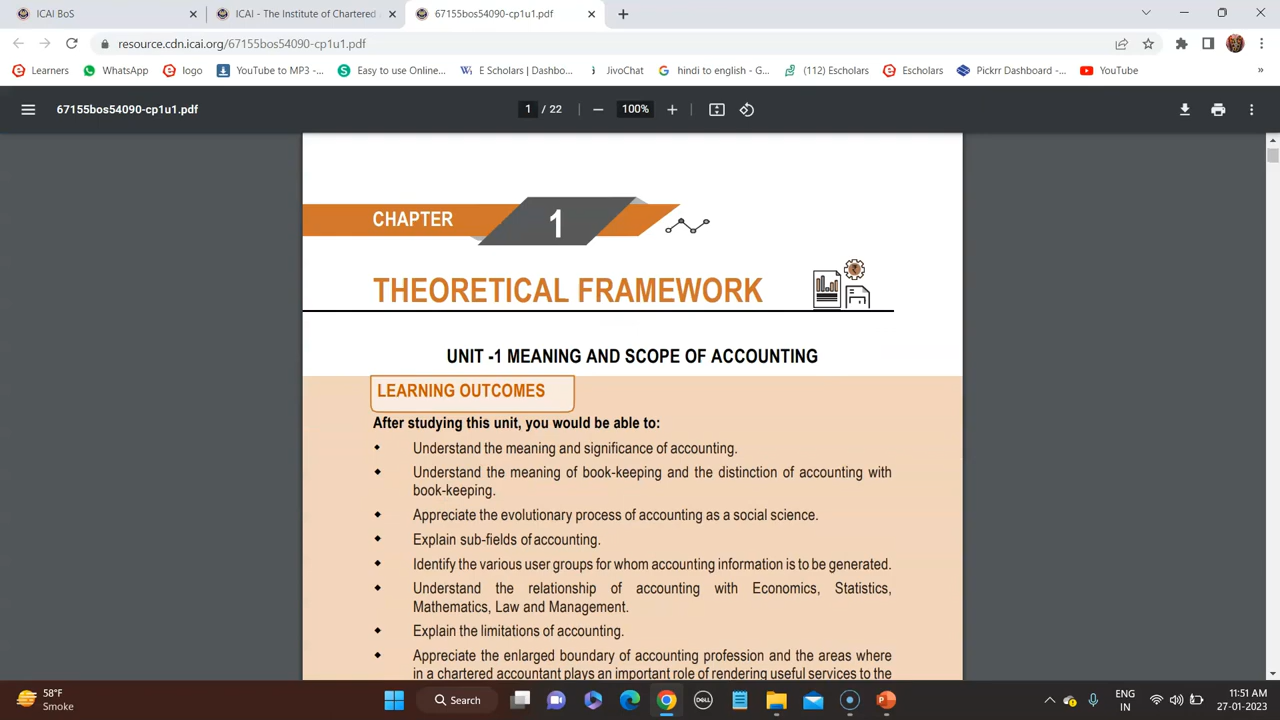 ICAI BoS
ICAI - The Institute of Chartered
67155bos54090-cp1u1.pdf
resource.cdn.icai.org/67155bos54090-cp1u1.pdf
Learners
WhatsApp
logo
YouTube to MP3 -...
Easy to use Online...
E Scholars | Dashbo...
JivoChat
hindi to english - G...
(112) Escholars
Escholars
Pickrr Dashboard -...
YouTube
67155bos54090-cp1u1.pdf
1 / 22
100%
CHAPTER 1
THEORETICAL FRAMEWORK
UNIT -1 MEANING AND SCOPE OF ACCOUNTING
LEARNING OUTCOMES
After studying this unit, you would be able to:
Understand the meaning and significance of accounting.
Understand the meaning of book-keeping and the distinction of accounting with
book-keeping.
Appreciate the evolutionary process of accounting as a social science.
Explain sub-fields of accounting.
Identify the various user groups for whom accounting information is to be generated.
Understand the relationship of accounting with Economics, Statistics,
Mathematics, Law and Management.
Explain the limitations of accounting.
Appreciate the enlarged boundary of accounting profession and the areas where
in a chartered accountant plays an important role of rendering useful services to the
58°F
Smoke
Search
DELL
ENG
IN
11:51 AM
27-01-2023